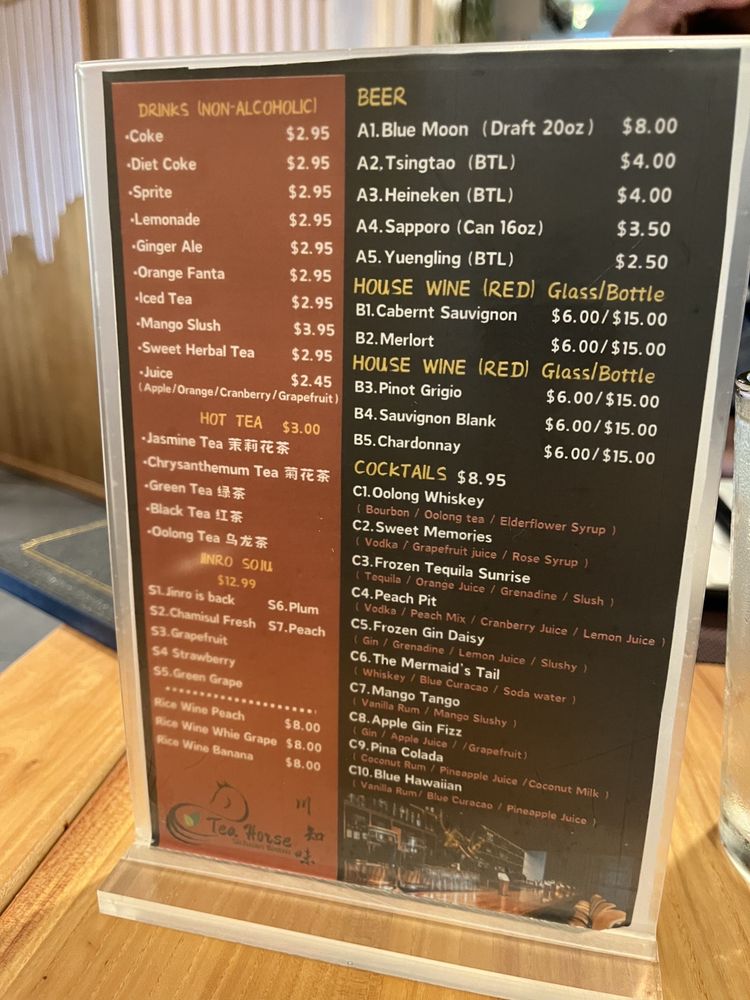 DRINKS (NON-ALCOHOLIC)
•Coke $2.95
•Diet Coke $2.95
•Sprite $2.95
•Lemonade $2.95
•Ginger Ale $2.95
•Orange Fanta $2.95
•Iced Tea $2.95
•Mango Slush $3.95
•Sweet Herbal Tea $2.95
•Juice $2.45
(Apple/Orange/Cranberry/Grapefruit)
HOT TEA $3.00
•Jasmine Tea 茉莉花茶
•Chrysanthemum Tea 菊花茶
•Green Tea 绿茶
•Black Tea 红茶
•Oolong Tea 乌龙茶
JINRO SOJU
$12.99
S1.Jinro is back S6.Plum
S2.Chamisul Fresh S7.Peach
S3.Grapefruit
S4 Strawberry
S5.Green Grape
Rice Wine Peach $8.00
Rice Wine Whie Grape $8.00
Rice Wine Banana $8.00
Tea Horse
川知味
BEER
A1.Blue Moon (Draft 20oz) $8.00
A2,Tsingtao (BTL) $4.00
A3.Heineken (BTL) $4.00
A4.Sapporo (Can 16oz) $3.50
A5.Yuengling (BTL) $2.50
HOUSE WINE (RED) Glass/Bottle
B1.Cabernt Sauvignon $6.00/$15.00
B2.Merlort $6.00/$15.00
HOUSE WINE (RED) Glass/Bottle
B3.Pinot Grigio $6.00/$15.00
B4.Sauvignon Blank $6.00/$15.00
B5.Chardonnay $6.00/$15.00
COCKTAILS $8.95
C1.Oolong Whiskey
( Bourbon / Oolong tea / Elderflower Syrup )
C2.Sweet Memories
( Vodka / Grapefruit juice / Rose Syrup )
C3.Frozen Tequila Sunrise
( Tequila / Orange Juice / Grenadine / Slush )
C4.Peach Pit
( Vodka / Peach Mix / Cranberry Juice / Lemon Juice )
C5.Frozen Gin Daisy
( Gin / Grenadine / Lemon Juice / Slushy )
C6.The Mermaid's Tail
( Whiskey / Blue Curacao / Soda water )
C7.Mango Tango
( Vanilla Rum / Mango Slushy )
C8.Apple Gin Fizz
( Gin / Apple Juice / /Grapefruit)
C9.Pina Colada
( Coconut Rum / Pineapple Juice /Coconut Milk )
C10.Blue Hawaiian
( Vanilla Rum/ Blue Curacao / Pineapple Juice )